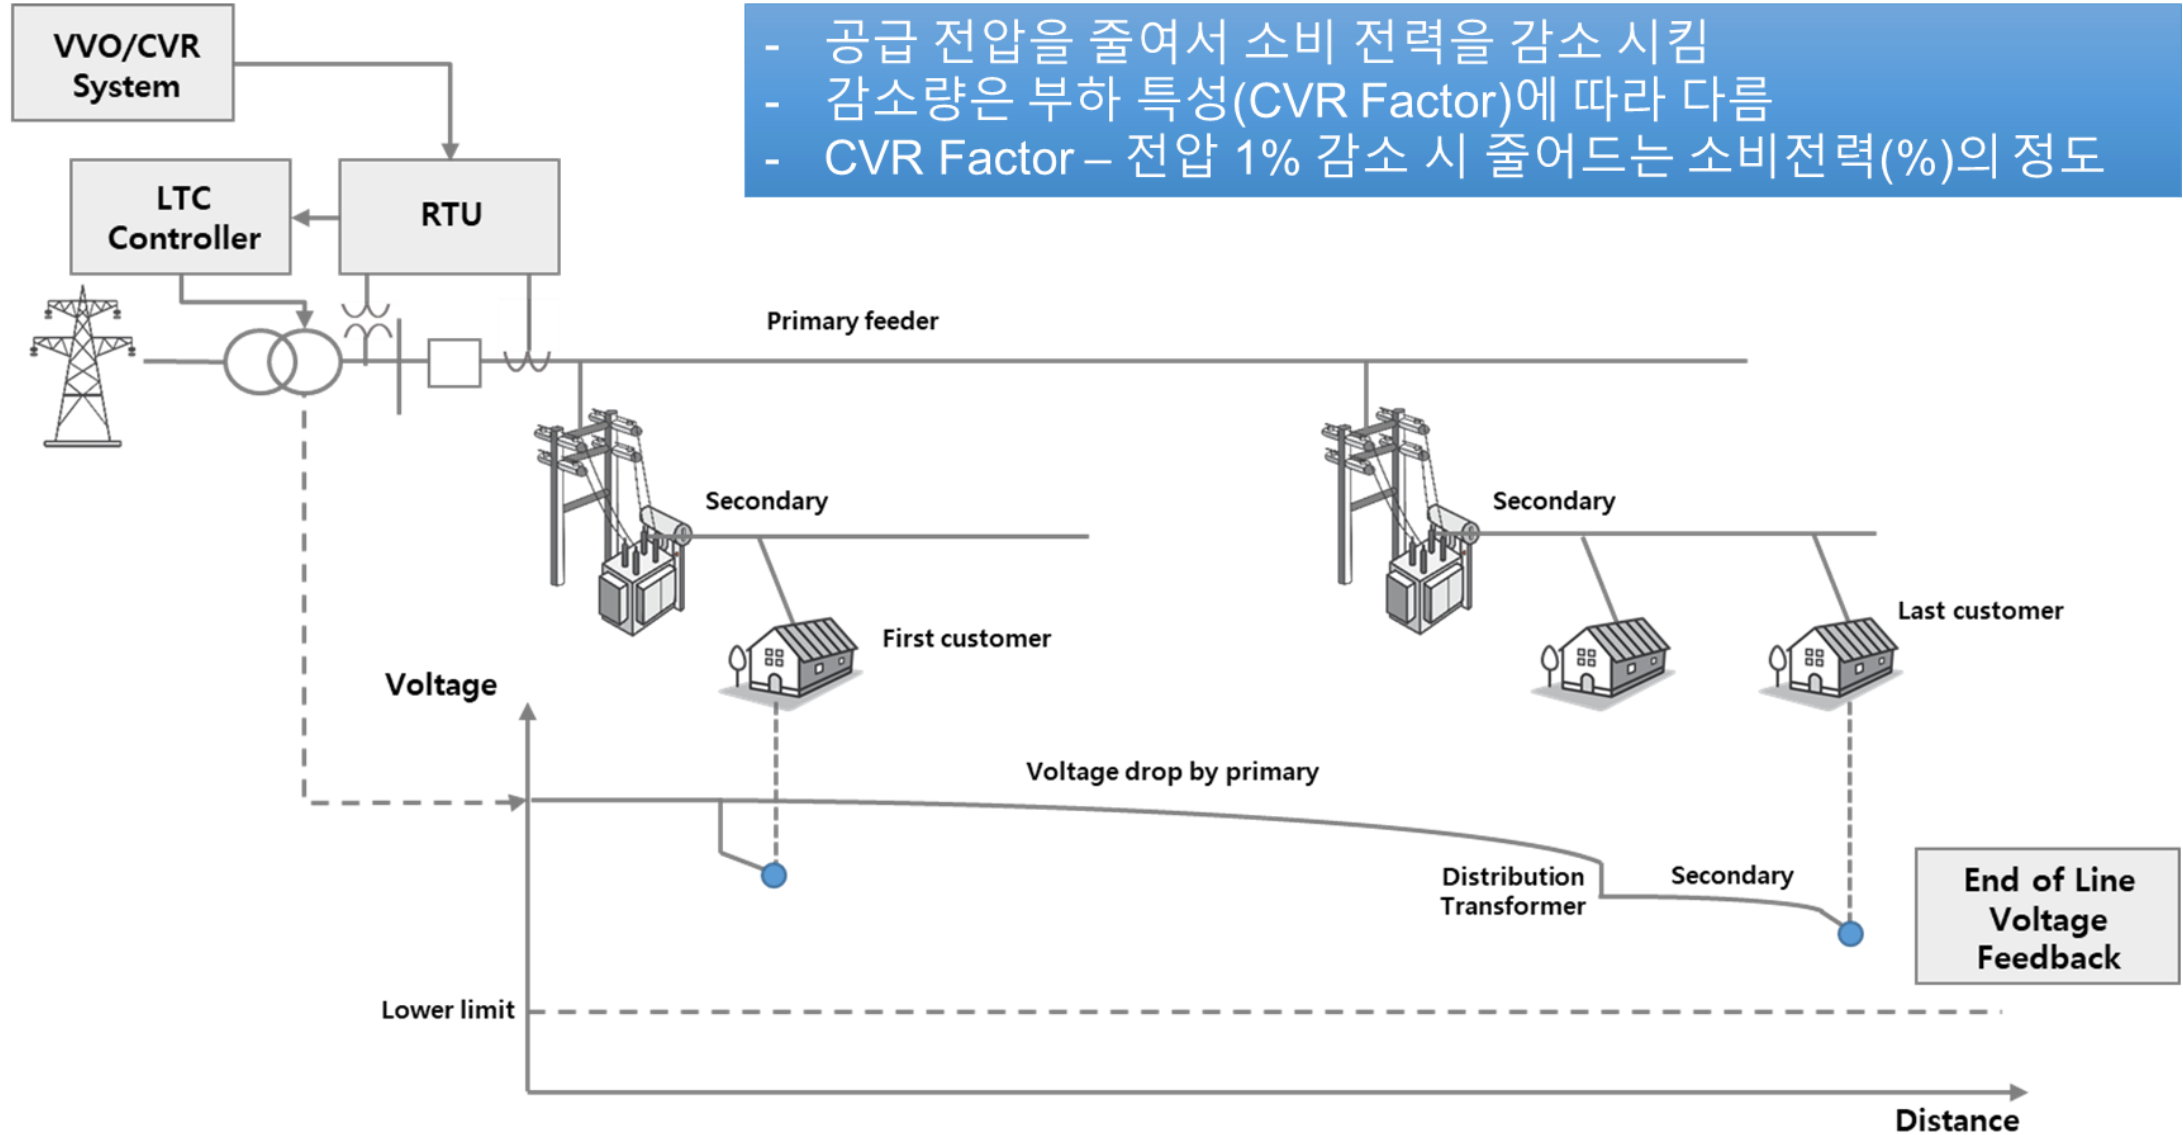 VVO/CVR
System
- 공급 전압을 줄여서 소비 전력을 감소 시킴
- 감소량은 부하 특성(CVR Factor)에 따라 다름
- CVR Factor – 전압 1% 감소 시 줄어드는 소비전력(%)의 정도
LTC
Controller
RTU
Primary feeder
Secondary
Secondary
First customer
Last customer
Voltage
Voltage drop by primary
Distribution
Transformer
Secondary
End of Line
Voltage
Feedback
Lower limit
Distance